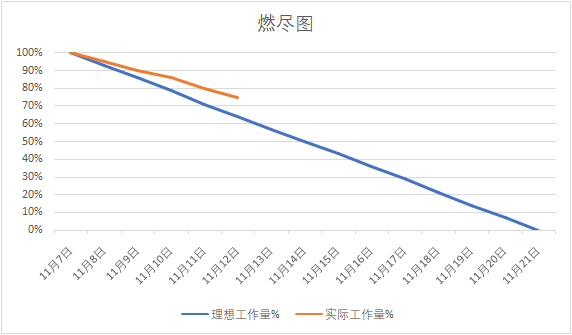 燃尽图
100%
90%
80%
70%
60%
50%
40%
30%
20%
10%
0%
11月7日
11月8日
11月9日
11月10日
11月11日
11月12日
11月13日
11月14日
11月15日
11月16日
11月17日
11月18日
11月19日
11月20日
11月21日
理想工作量% 实际工作量%